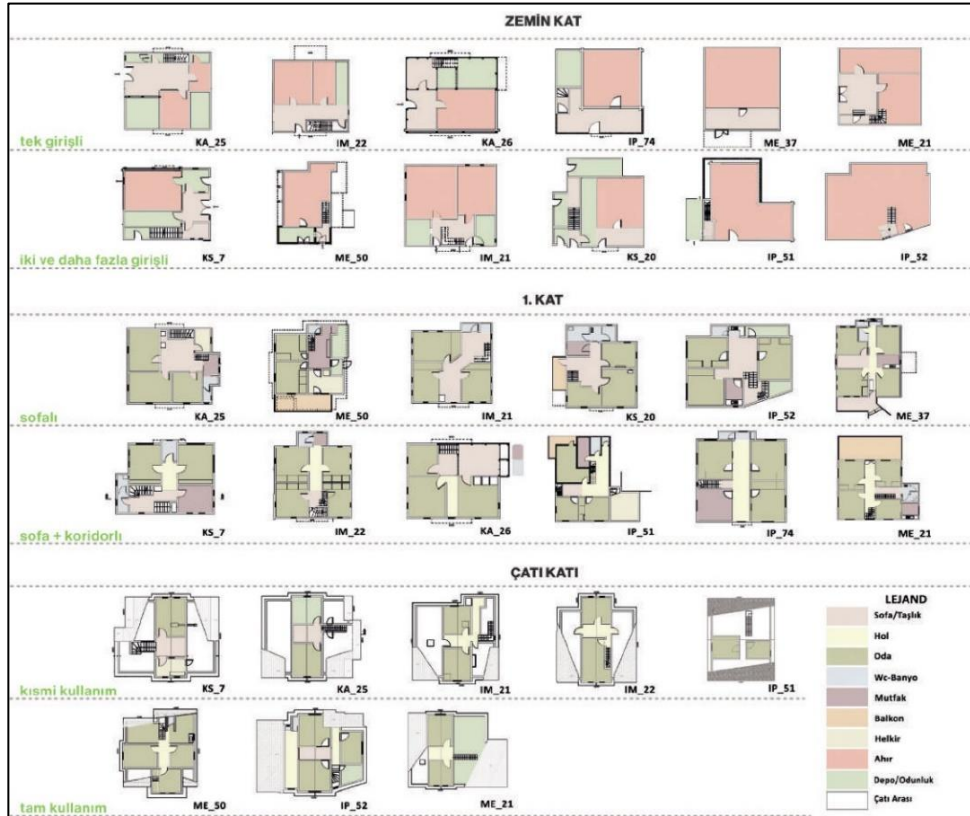 ZEMİN KAT
tek girişli
KA_25
IM_22
KA_26
IP_74
ME_37
ME_21
iki ve daha fazla girişli
KS_7
ME_50
IM_21
KS_20
IP_51
IP_52
1. KAT
sofalı
KA_25
ME_50
IM_21
KS_20
IP_52
ME_37
sofa + koridorlı
KS_7
IM_22
KA_26
IP_51
IP_74
ME_21
ÇATI KATI
kısmi kullanım
KS_7
KA_25
IM_21
IM_22
IP_51
tam kullanım
ME_50
IP_52
ME_21
LEJAND
Sofa/Taşlık
Hol
Oda
Wc-Banyo
Mutfak
Balkon
Helkir
Ahır
Depo/Odunluk
Çatı Arası